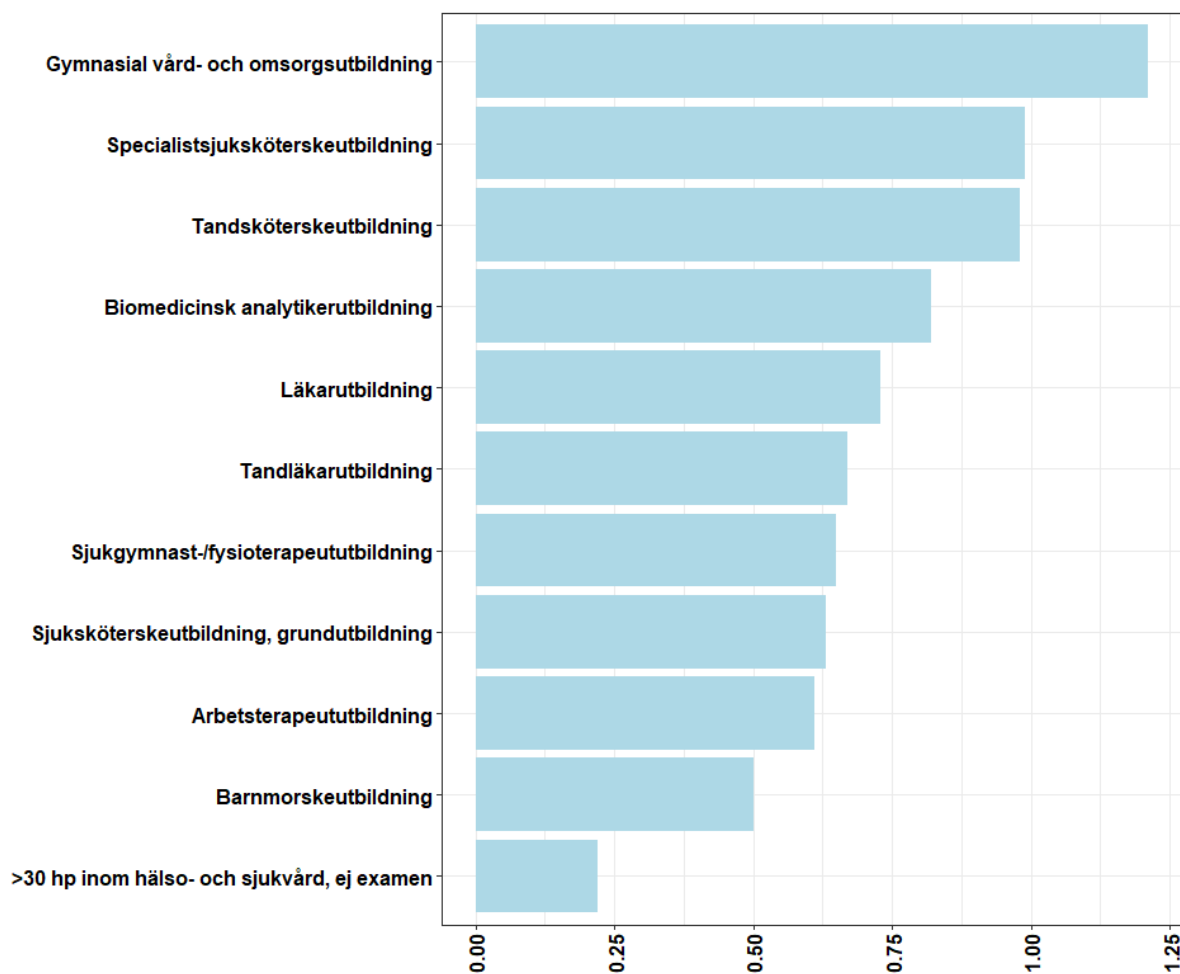 Gymnasial vård- och omsorgsutbildning
Specialistsjuksköterskeutbildning
Tandsköterskeutbildning
Biomedicinsk analytikerutbildning
Läkarutbildning
Tandläkarutbildning
Sjukgymnast-/fysioterapeututbildning
Sjuksköterskeutbildning, grundutbildning
Arbetsterapeututbildning
Barnmorskeutbildning
>30 hp inom hälso- och sjukvård, ej examen
0.00
0.25
0.50
0.75
1.00
1.25